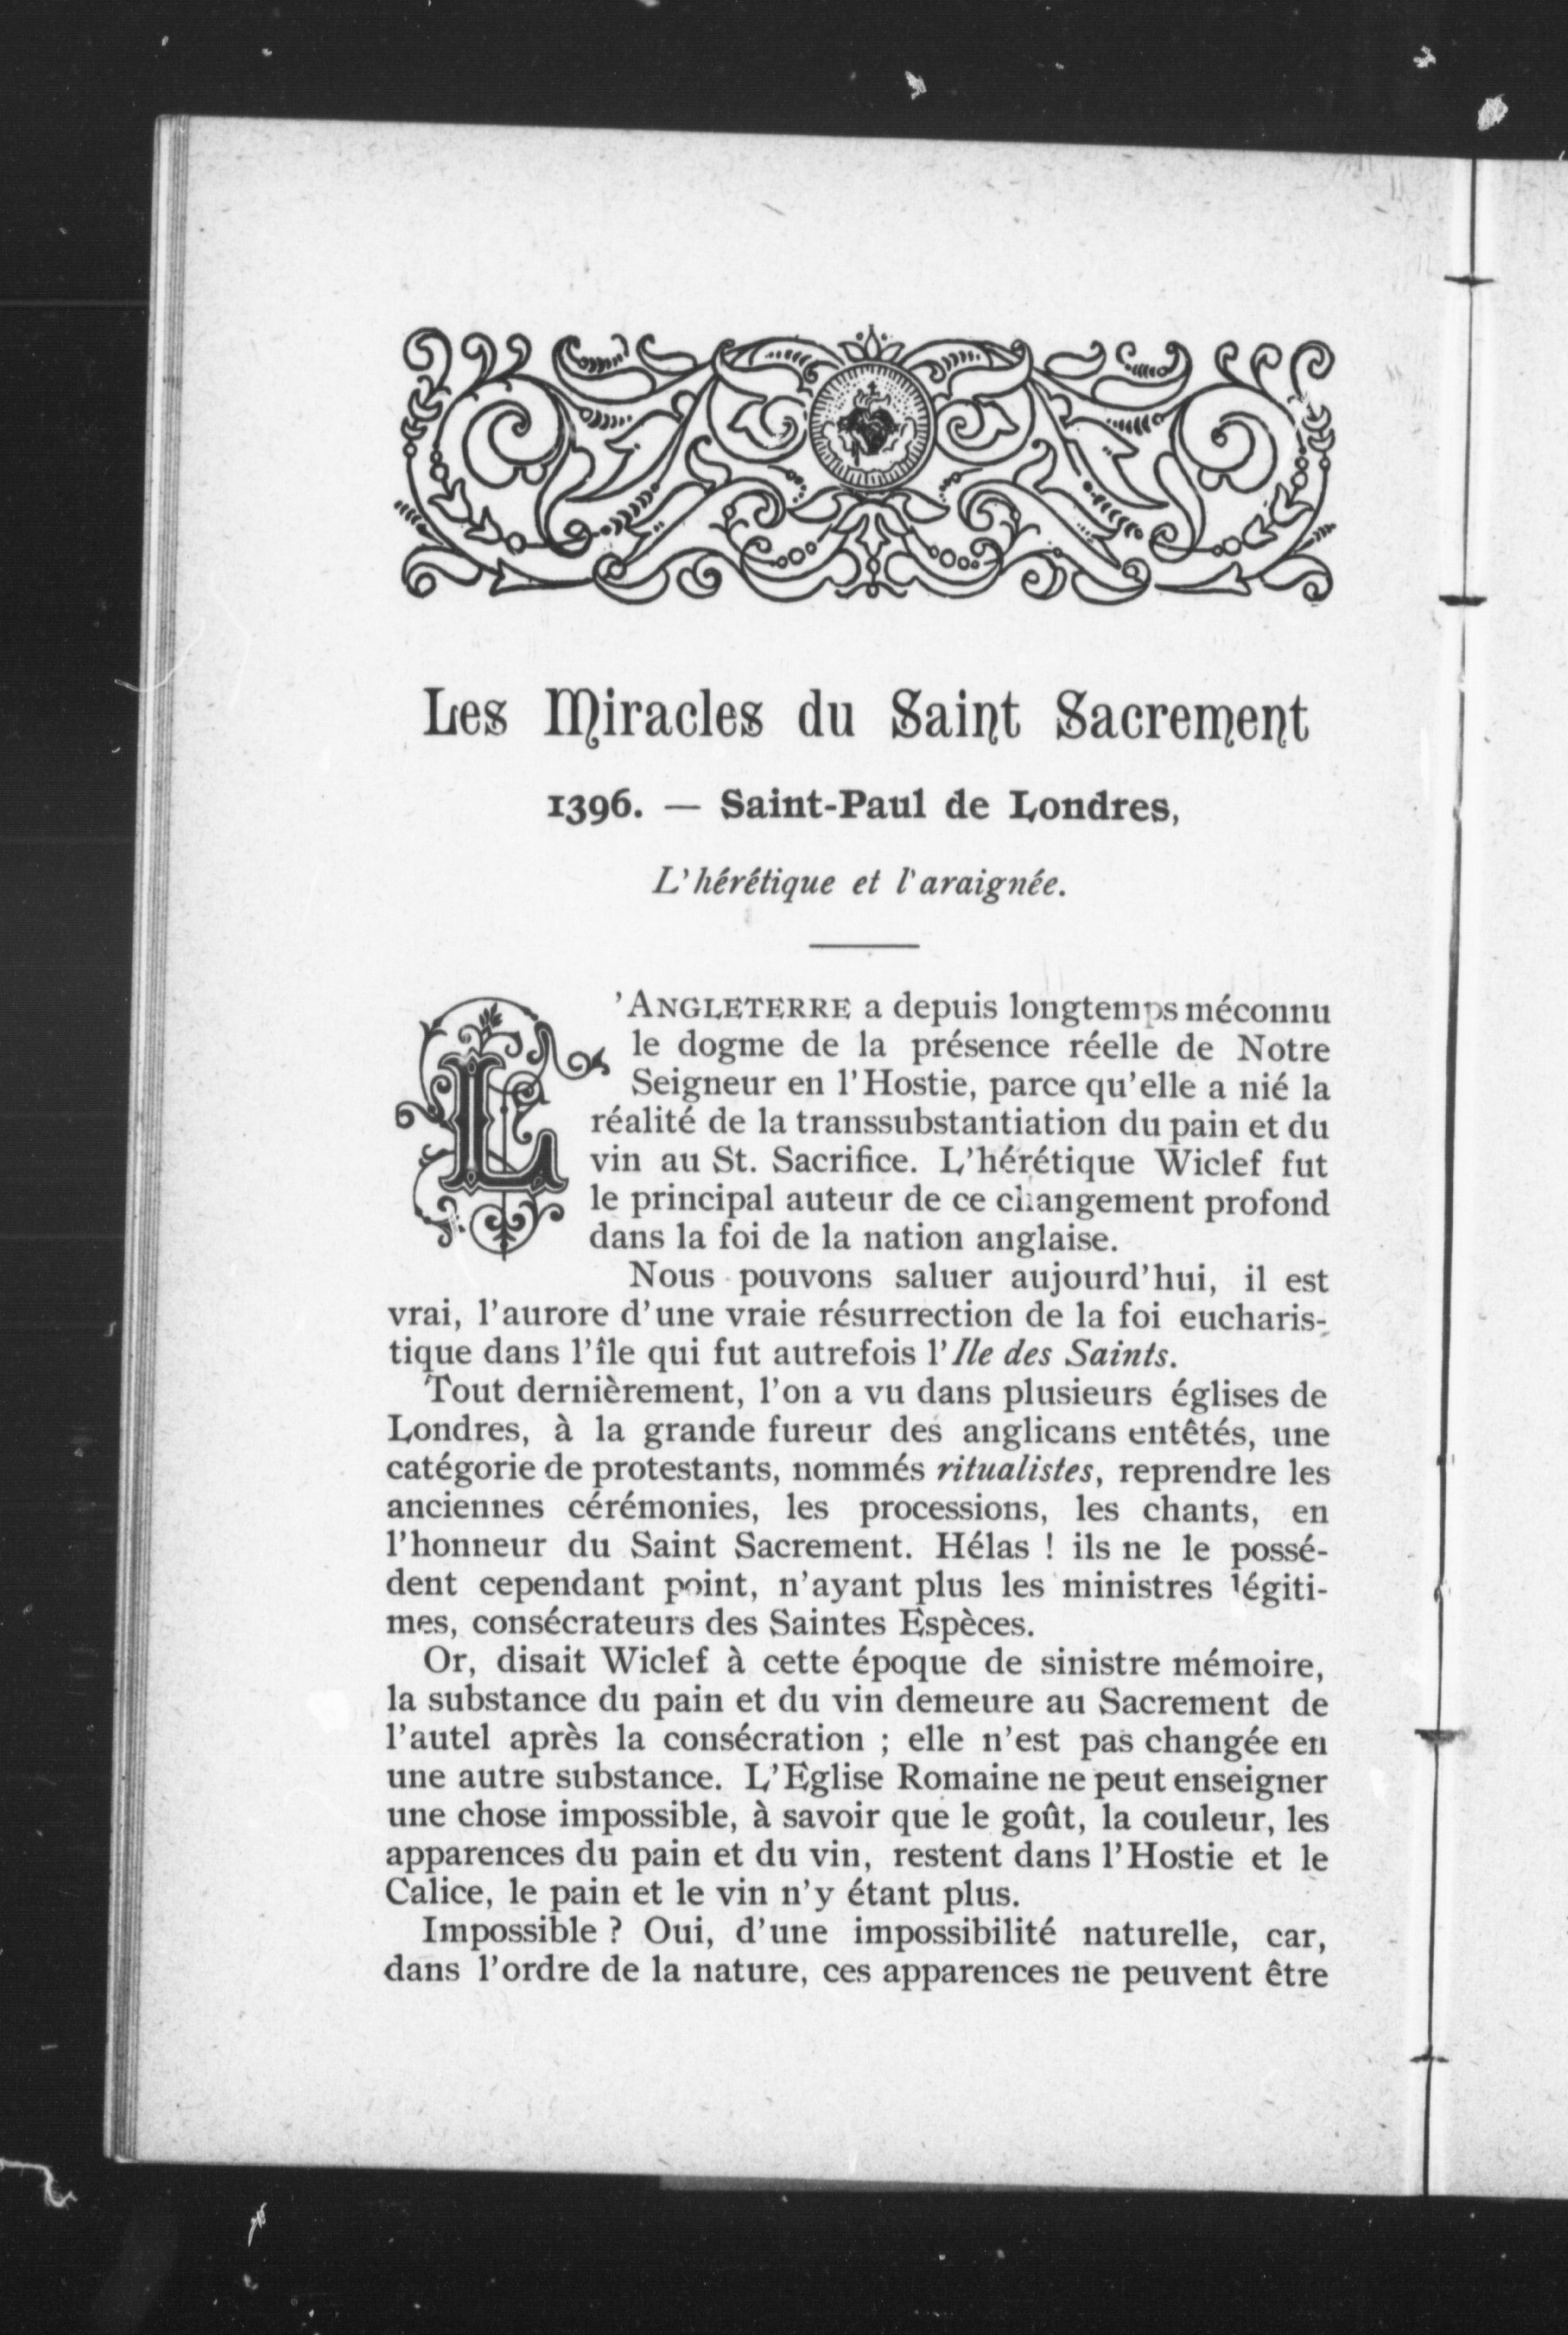 Les Miracles du Saint Sacrement
1396. — Saint-Paul de Londres,
L'hérétique et l'araignée.
L'ANGLETERRE a depuis longtemps méconnu
le dogme de la présence réelle de Notre
Seigneur en l'Hostie, parce qu'elle a nié la
réalité de la transsubstantiation du pain et du
vin au St. Sacrifice. L'hérétique Wiclef fut
le principal auteur de ce changement profond
dans la foi de la nation anglaise.
Nous pouvons saluer aujourd'hui, il est
vrai, l'aurore d'une vraie résurrection de la foi eucharis-
tique dans l'île qui fut autrefois l'Ile des Saints.
Tout dernièrement, l'on a vu dans plusieurs églises de
Londres, à la grande fureur des anglicans entêtés, une
catégorie de protestants, nommés ritualistes, reprendre les
anciennes cérémonies, les processions, les chants, en
l'honneur du Saint Sacrement. Hélas ! ils ne le possé-
dent cependant point, n'ayant plus les ministres légiti-
mes, consécrateurs des Saintes Espèces.
Or, disait Wiclef à cette époque de sinistre mémoire,
la substance du pain et du vin demeure au Sacrement de
l'autel après la consécration ; elle n'est pas changée en
une autre substance. L'Eglise Romaine ne peut enseigner
une chose impossible, à savoir que le goût, la couleur, les
apparences du pain et du vin, restent dans l'Hostie et le
Calice, le pain et le vin n'y étant plus.
Impossible ? Oui, d'une impossibilité naturelle, car,
dans l'ordre de la nature, ces apparences ne peuvent être